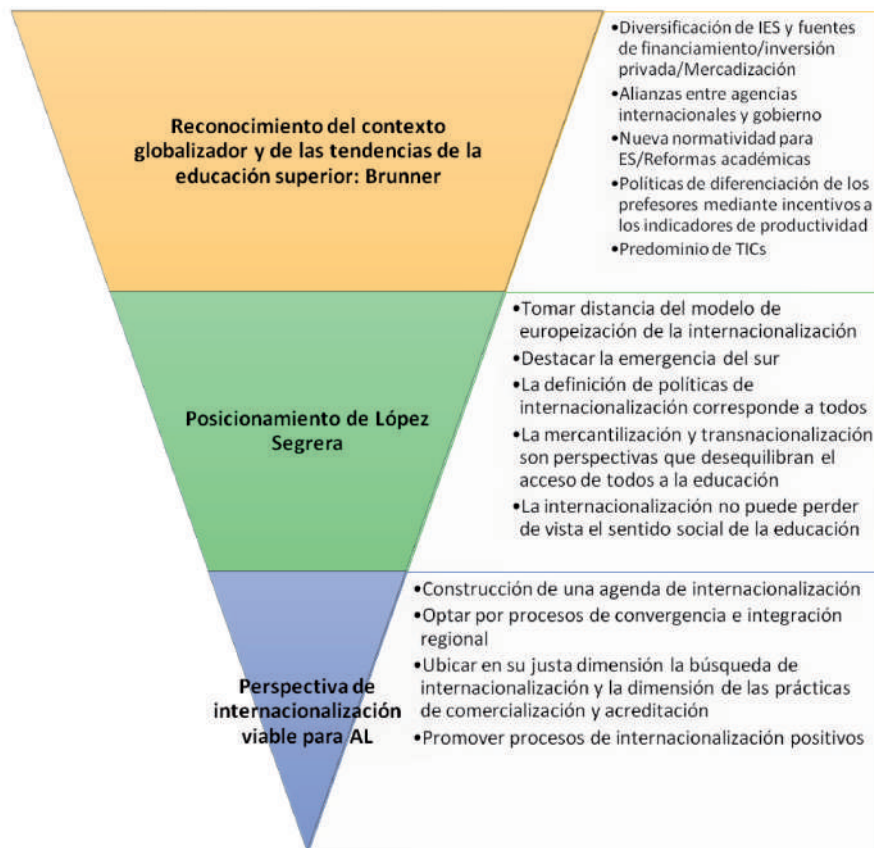 Reconocimiento del contexto
globalizador y de las tendencias de la
educación superior: Brunner
•Diversificación de IES y fuentes
de financiamiento/inversión
privada/Mercadización
•Alianzas entre agencias
internacionales y gobierno
•Nueva normatividad para
ES/Reformas académicas
•Políticas de diferenciación de los
prefesores mediante incentivos a
los indicadores de productividad
•Predominio de TICs
Posicionamiento de López
Segrera
•Tomar distancia del modelo de
europeización de la internacionalización
•Destacar la emergencia del sur
•La definición de políticas de
internacionalización corresponde a todos
•La mercantilización y transnacionalización
son perspectivas que desequilibran el
acceso de todos a la educación
•La internacionalización no puede perder
de vista el sentido social de la educación
Perspectiva de
internacionalización
viable para AL
•Construcción de una agenda de internacionalización
•Optar por procesos de convergencia e integración
regional
•Ubicar en su justa dimensión la búsqueda de
internacionalización y la dimensión de las prácticas
de comercialización y acreditación
•Promover procesos de internacionalización positivos